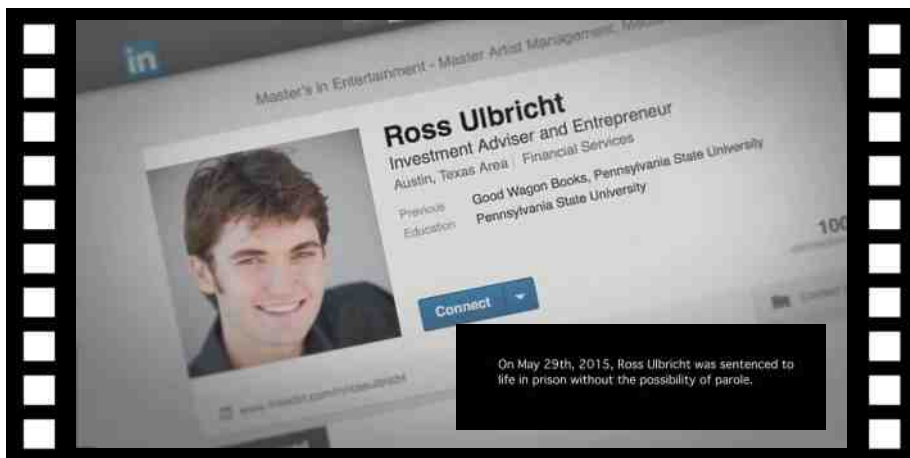 in
Master's In Entertainment - Master Artist Management, 
Ross Ulbricht
Investment Adviser and Entrepreneur
Austin, Texas Area | Financial Services
Previous Good Wagon Books, Pennsylvania State University
Education Pennsylvania State University
100
Connect
On May 29th, 2015, Ross Ulbricht was sentenced to
life in prison without the possibility of parole.